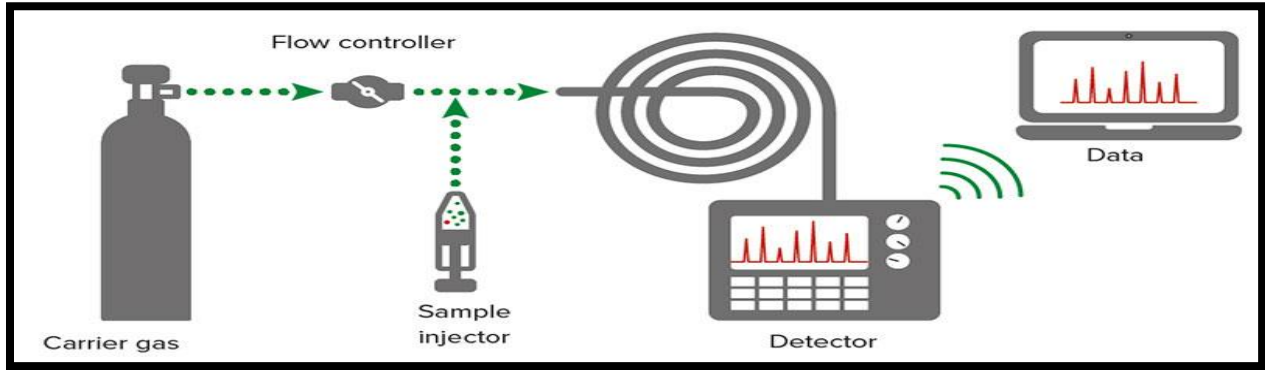 Flow controller
Data
Sample
injector
Carrier gas
Detector